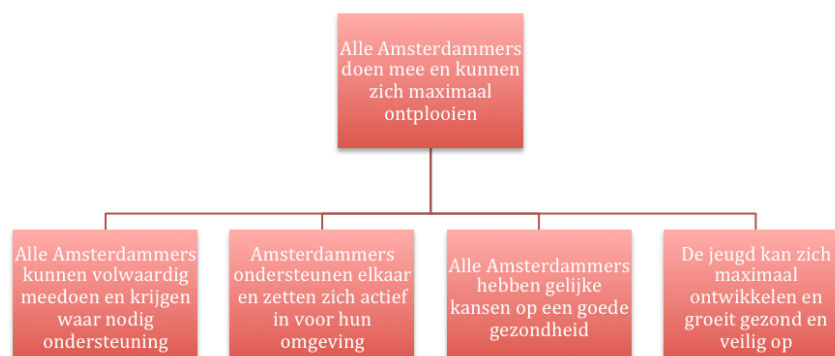 Alle Amsterdammers
doen mee en kunnen
zich maximaal
ontplooien
Alle Amsterdammers
kunnen volwaardig
meedoen en krijgen
waar nodig
ondersteuning
Amsterdammers
ondersteunen elkaar
en zetten zich actief
in voor hun
omgeving
Alle Amsterdammers
hebben gelijke
kansen op een goede
gezondheid
De jeugd kan zich
maximaal
ontwikkelen en
groeit gezond en
veilig op